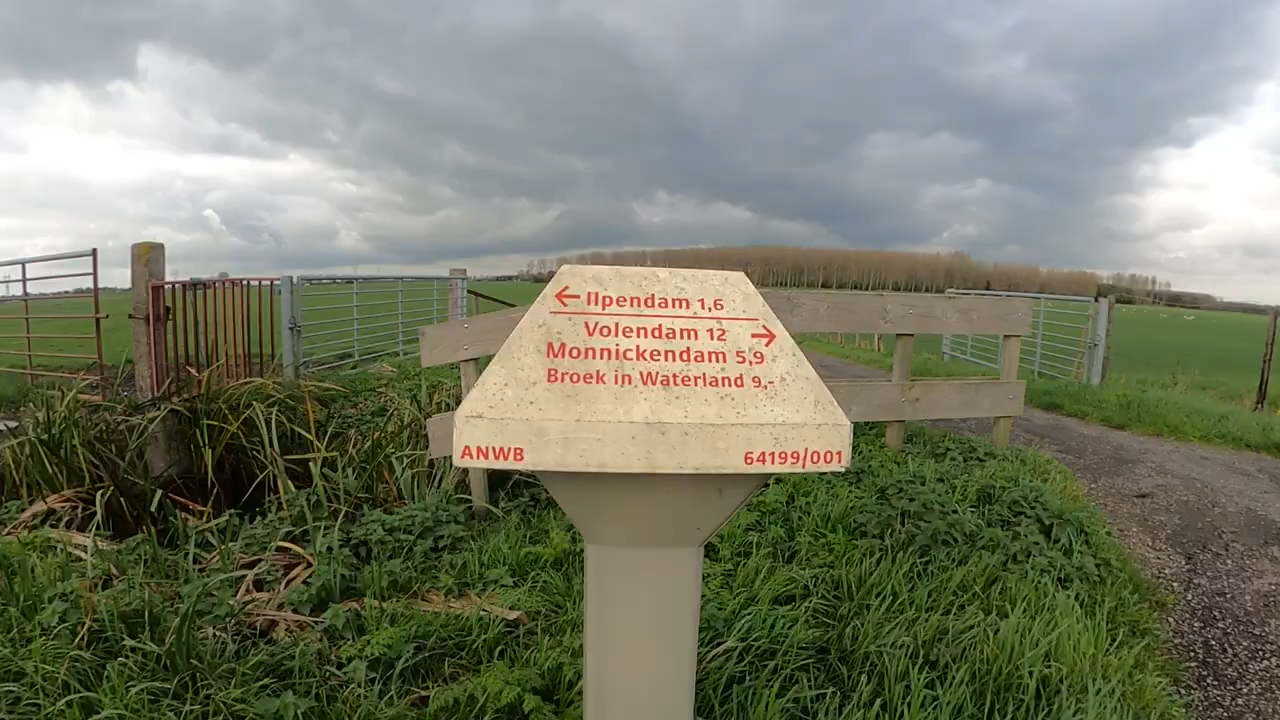 ← Ilpendam 1,6
Volendam 12 →
Monnickendam 5,9
Broek in Waterland 9,-
ANWB 64199/001